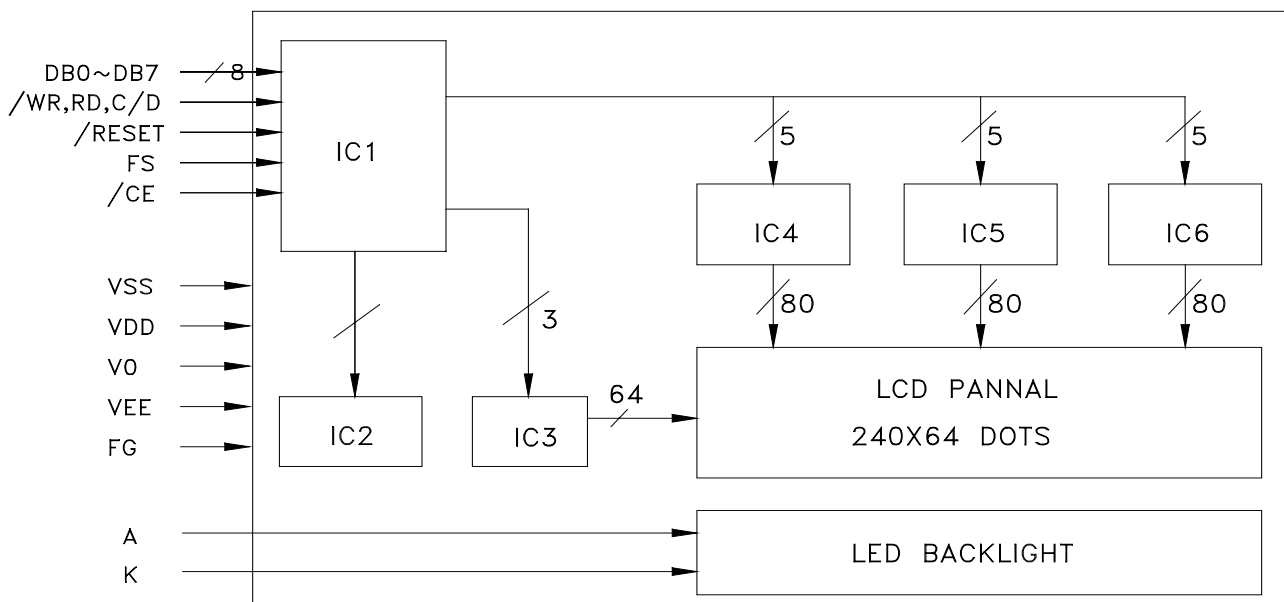 DB0~DB7
8
/WR,RD,C/D
/RESET
FS
/CE
IC1
5
5
5
IC4
IC5
IC6
80
80
80
VSS
VDD
V0
VEE
FG
3
IC2
IC3
64
LCD PANNAL
240X64 DOTS
A
K
LED BACKLIGHT